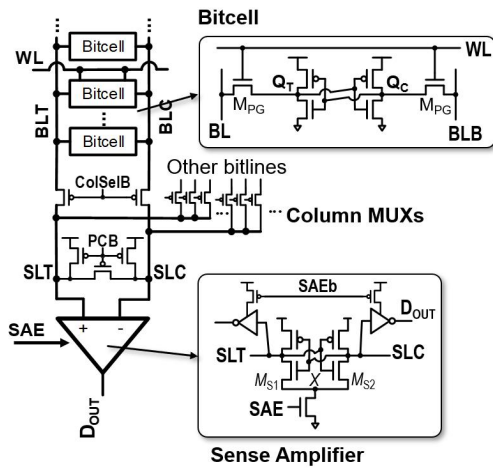 Bitcell
Bitcell
WL
WL
Bitcell
Q_T
Q_C
M_PG
M_PG
BLT
BLC
BL
BLB
Bitcell
Other bitlines
ColSelB
Column MUXs
PCB
SLT
SLC
SAEb
+ -
D_OUT
SAE
SLT
SLC
M_S1
X
M_S2
SAE
D_OUT
Sense Amplifier